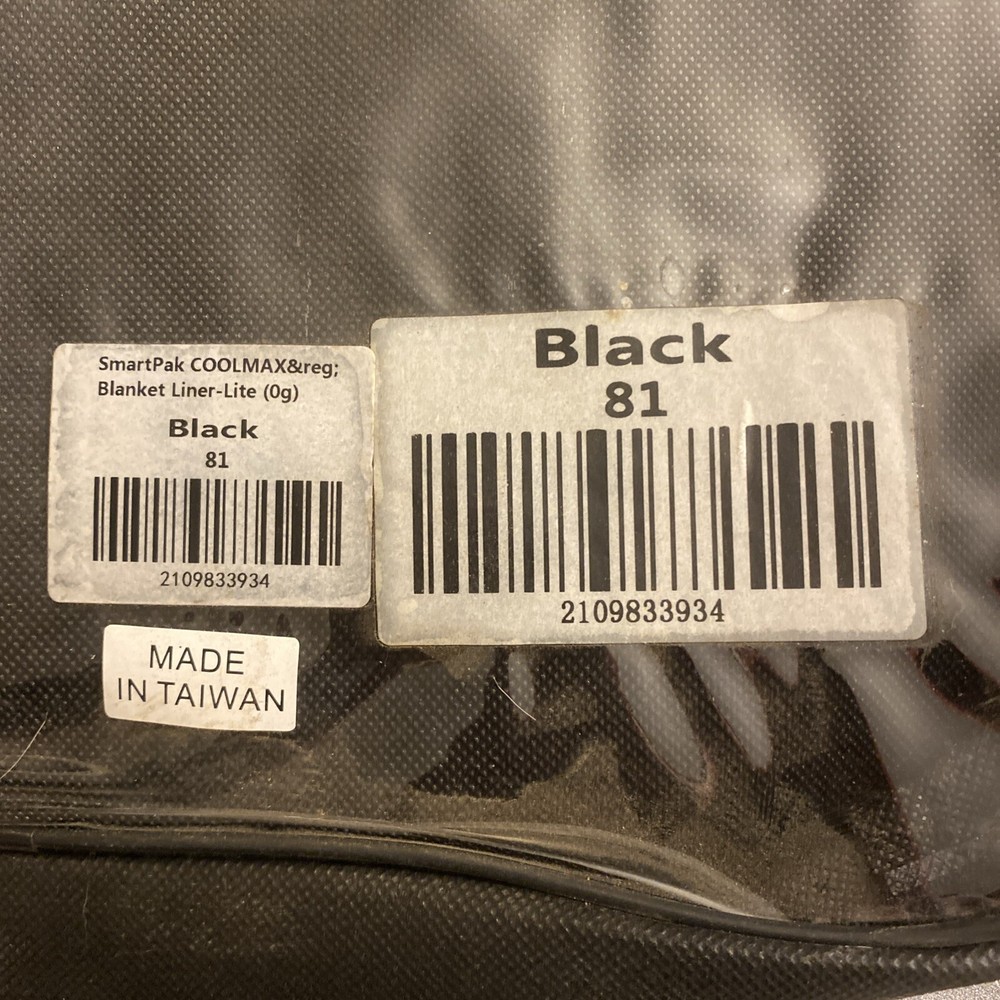 SmartPak COOLMAX&reg;
Blanket Liner-Lite (0g)
Black
81
2109833934
Black
81
2109833934
MADE
IN TAIWAN